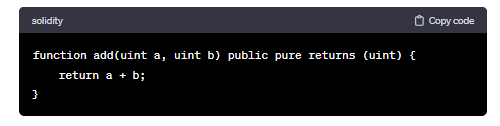 solidity
Copy code
function add(uint a, uint b) public pure returns (uint) {
    return a + b;
}